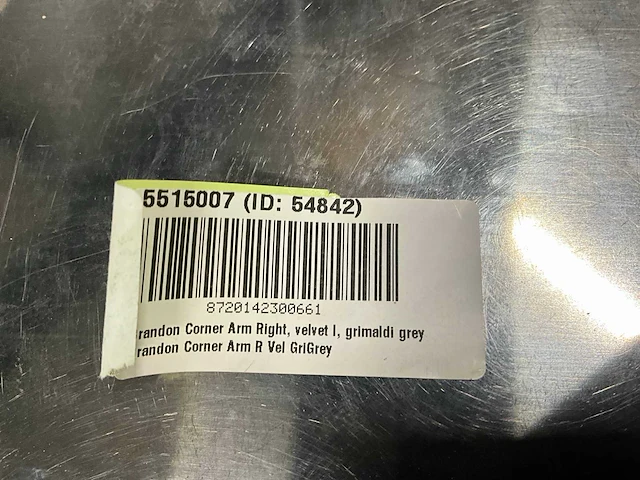 5515007 (ID: 54842)
8720142300661
randon Corner Arm Right, velvet I, grimaldi grey
randon Corner Arm R Vel GriGrey